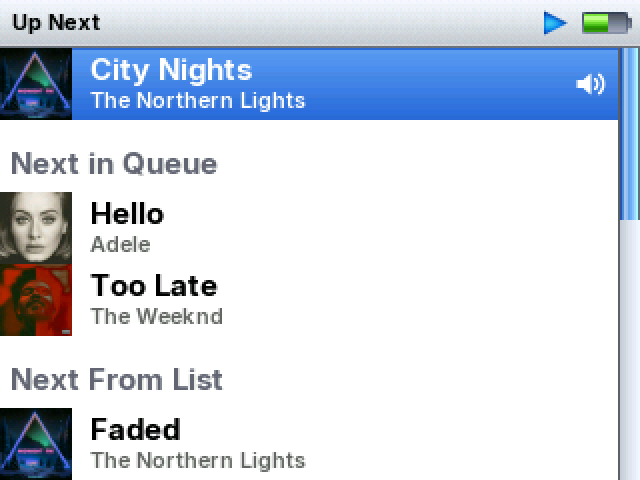 Up Next
City Nights
The Northern Lights
Next in Queue
Hello
Adele
Too Late
The Weeknd
Next From List
Faded
The Northern Lights